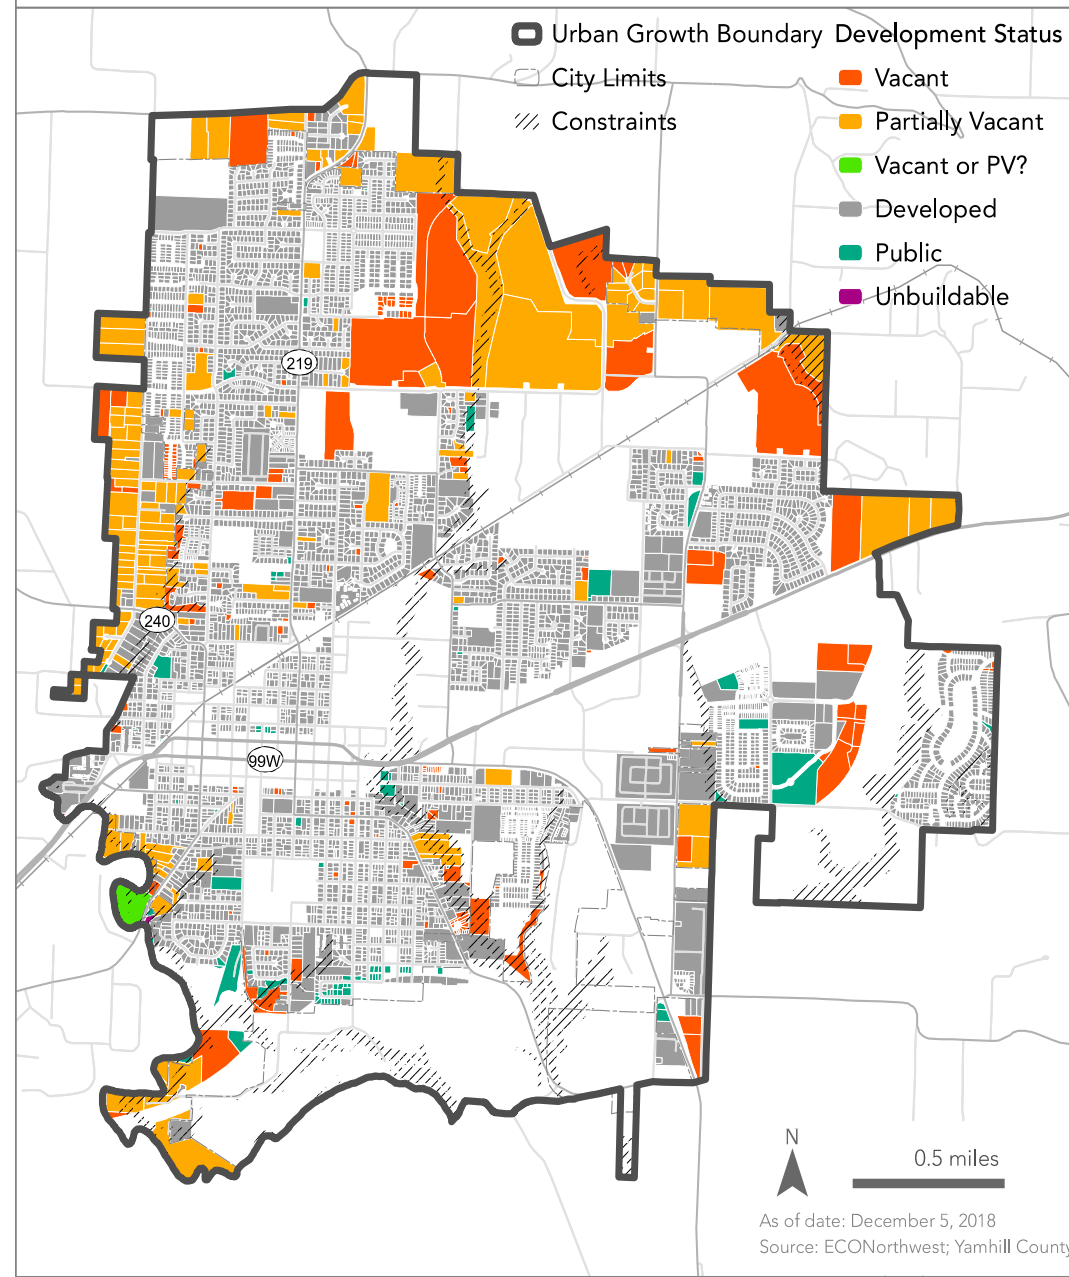 Urban Growth Boundary
City Limits
Constraints
Development Status
Vacant
Partially Vacant
Vacant or PV?
Developed
Public
Unbuildable
219
240
99W
N
0.5 miles
As of date: December 5, 2018
Source: ECONorthwest; Yamhill County